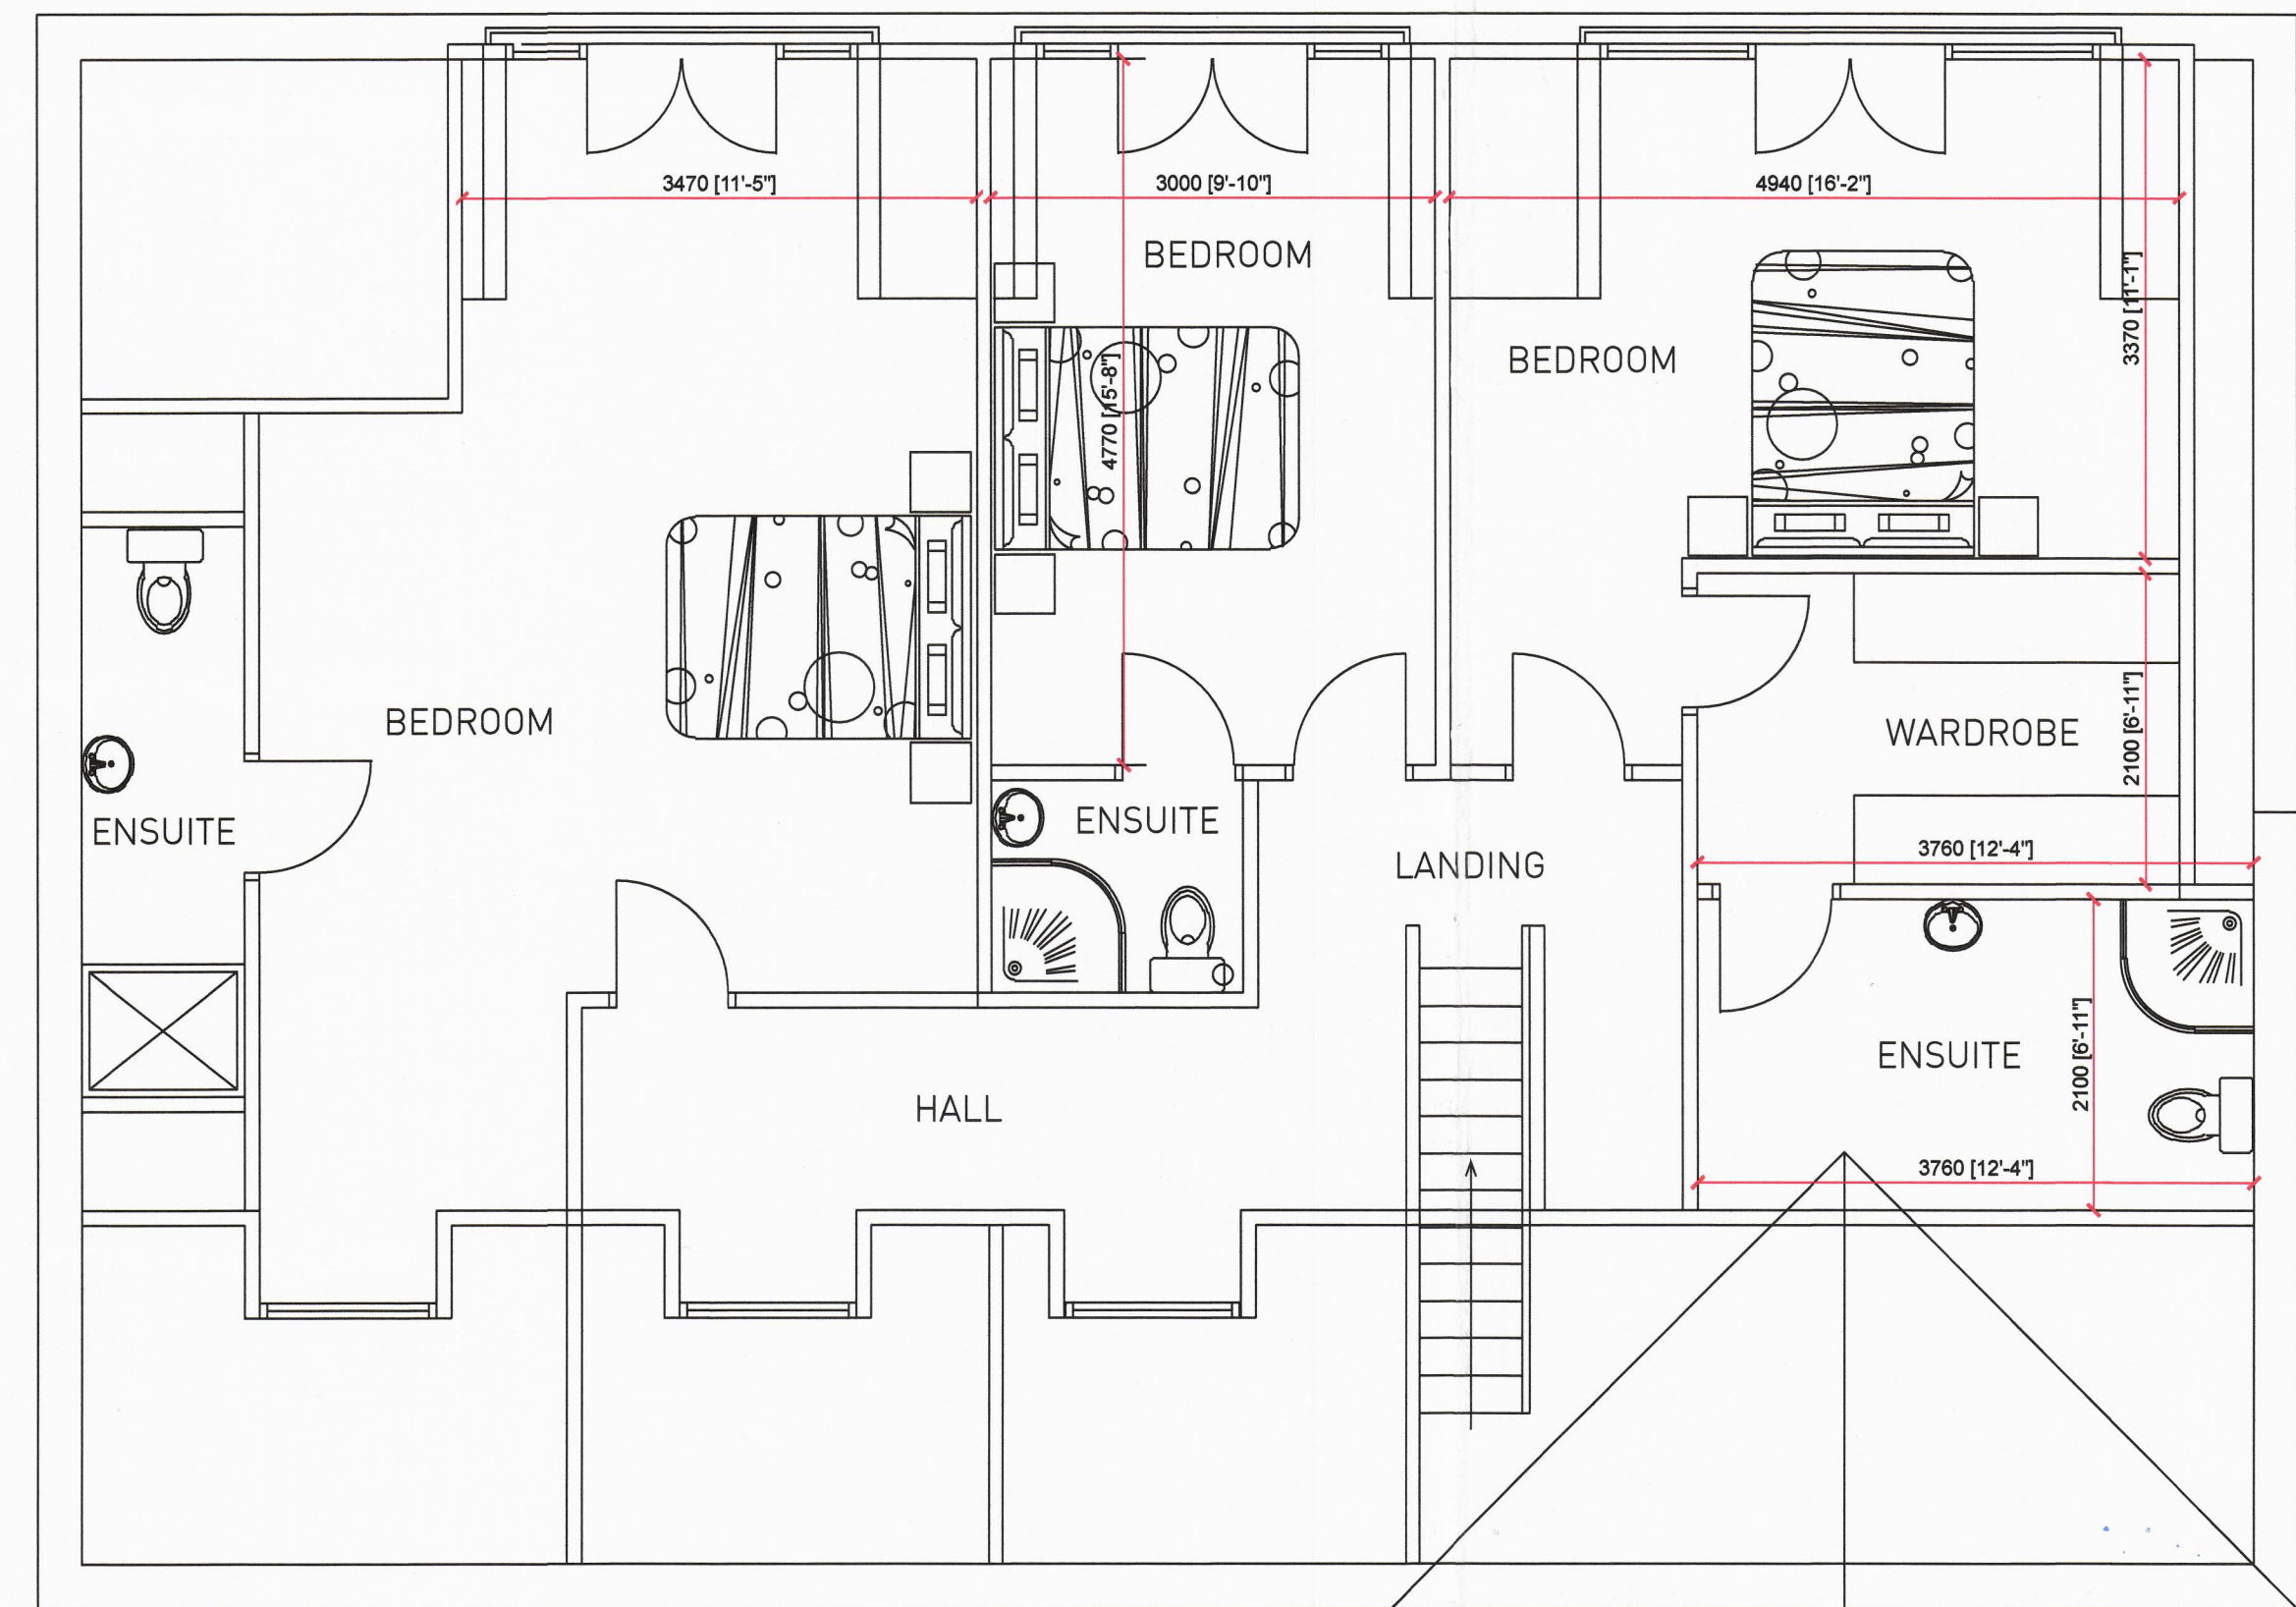 3470 [11'-5"]
3000 [9'-10"]
4940 [16'-2"]
BEDROOM
3370 [11'-1"]
BEDROOM
4770 [15'-8"]
BEDROOM
WARDROBE
2100 [6'-11"]
ENSUITE
ENSUITE
LANDING
3760 [12'-4"]
ENSUITE
2100 [6'-11"]
HALL
3760 [12'-4"]